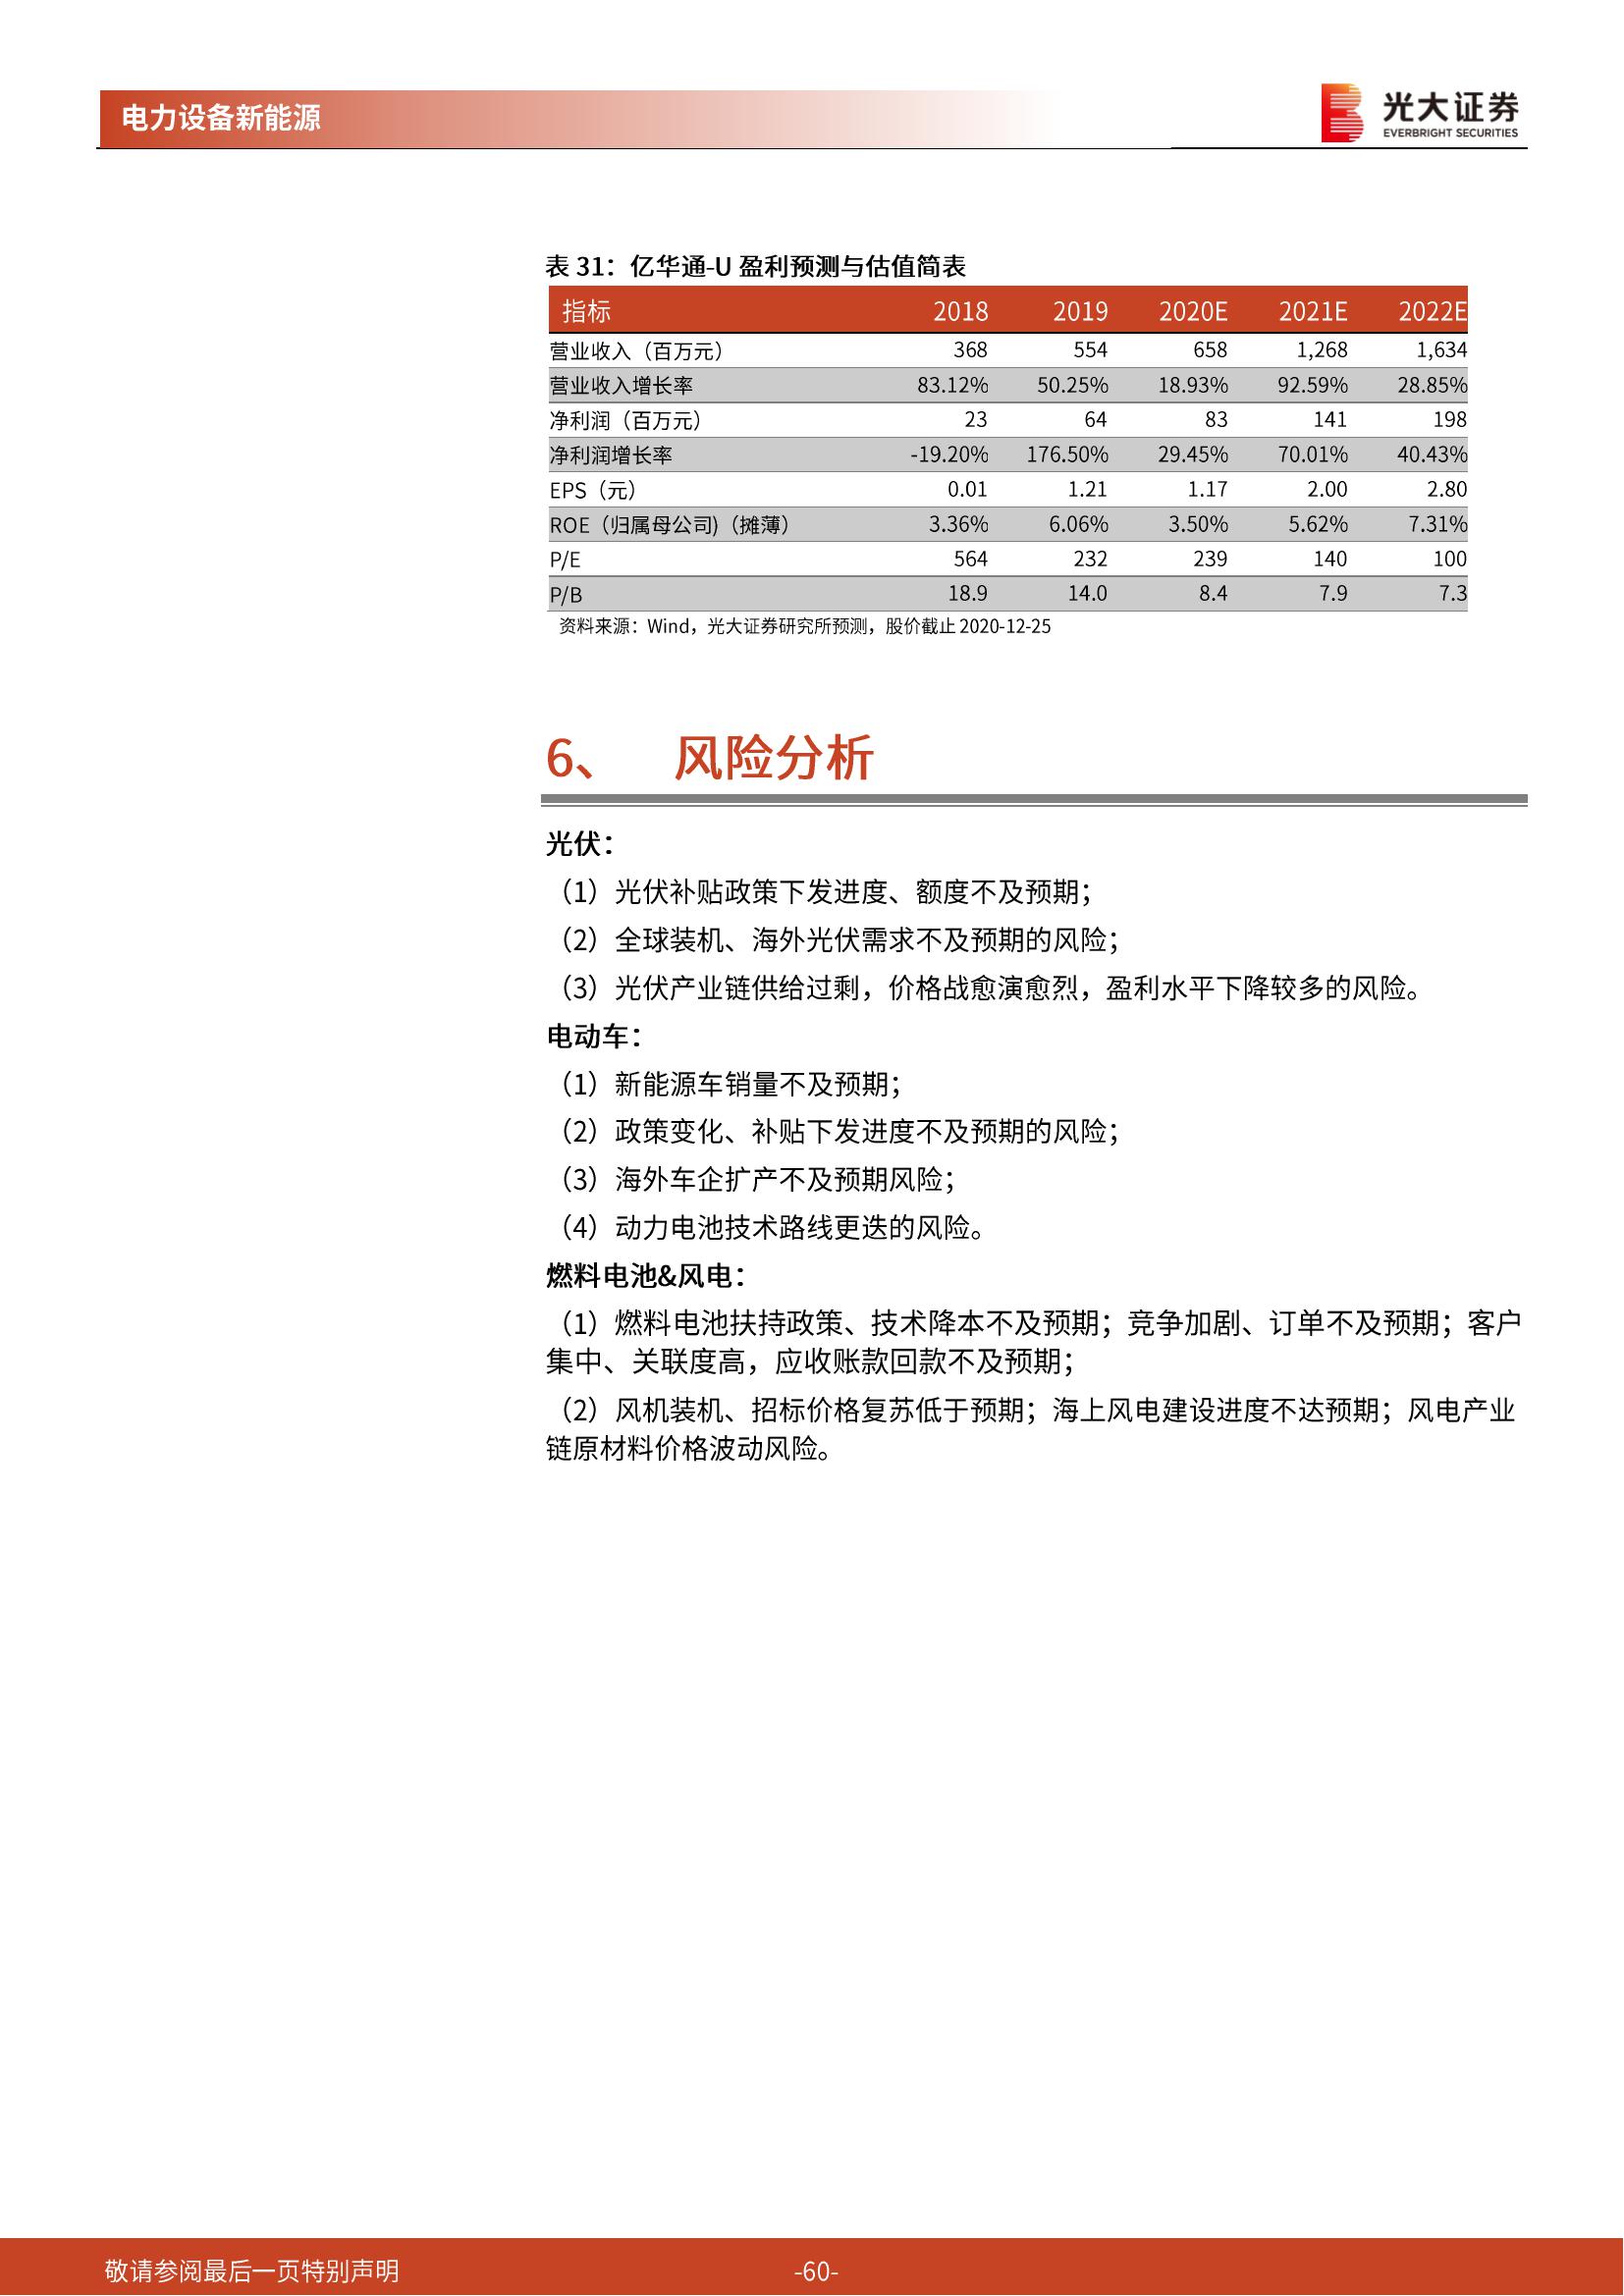 电力设备新能源
光大证券
EVERBRIGHT SECURITIES
表 31：亿华通-U 盈利预测与估值简表
指标 2018 2019 2020E 2021E 2022E
营业收入（百万元） 368 554 658 1,268 1,634
营业收入增长率 83.12% 50.25% 18.93% 92.59% 28.85%
净利润（百万元） 23 64 83 141 198
净利润增长率 -19.20% 176.50% 29.45% 70.01% 40.43%
EPS（元） 0.01 1.21 1.17 2.00 2.80
ROE（归属母公司)（摊薄） 3.36% 6.06% 3.50% 5.62% 7.31%
P/E 564 232 239 140 100
P/B 18.9 14.0 8.4 7.9 7.3
资料来源：Wind，光大证券研究所预测，股价截止 2020-12-25
6、 风险分析
光伏：
（1）光伏补贴政策下发进度、额度不及预期；
（2）全球装机、海外光伏需求不及预期的风险；
（3）光伏产业链供给过剩，价格战愈演愈烈，盈利水平下降较多的风险。
电动车：
（1）新能源车销量不及预期；
（2）政策变化、补贴下发进度不及预期的风险；
（3）海外车企扩产不及预期风险；
（4）动力电池技术路线更迭的风险。
燃料电池&风电：
（1）燃料电池扶持政策、技术降本不及预期；竞争加剧、订单不及预期；客户
集中、关联度高，应收账款回款不及预期；
（2）风机装机、招标价格复苏低于预期；海上风电建设进度不达预期；风电产业
链原材料价格波动风险。
敬请参阅最后一页特别声明 -60-